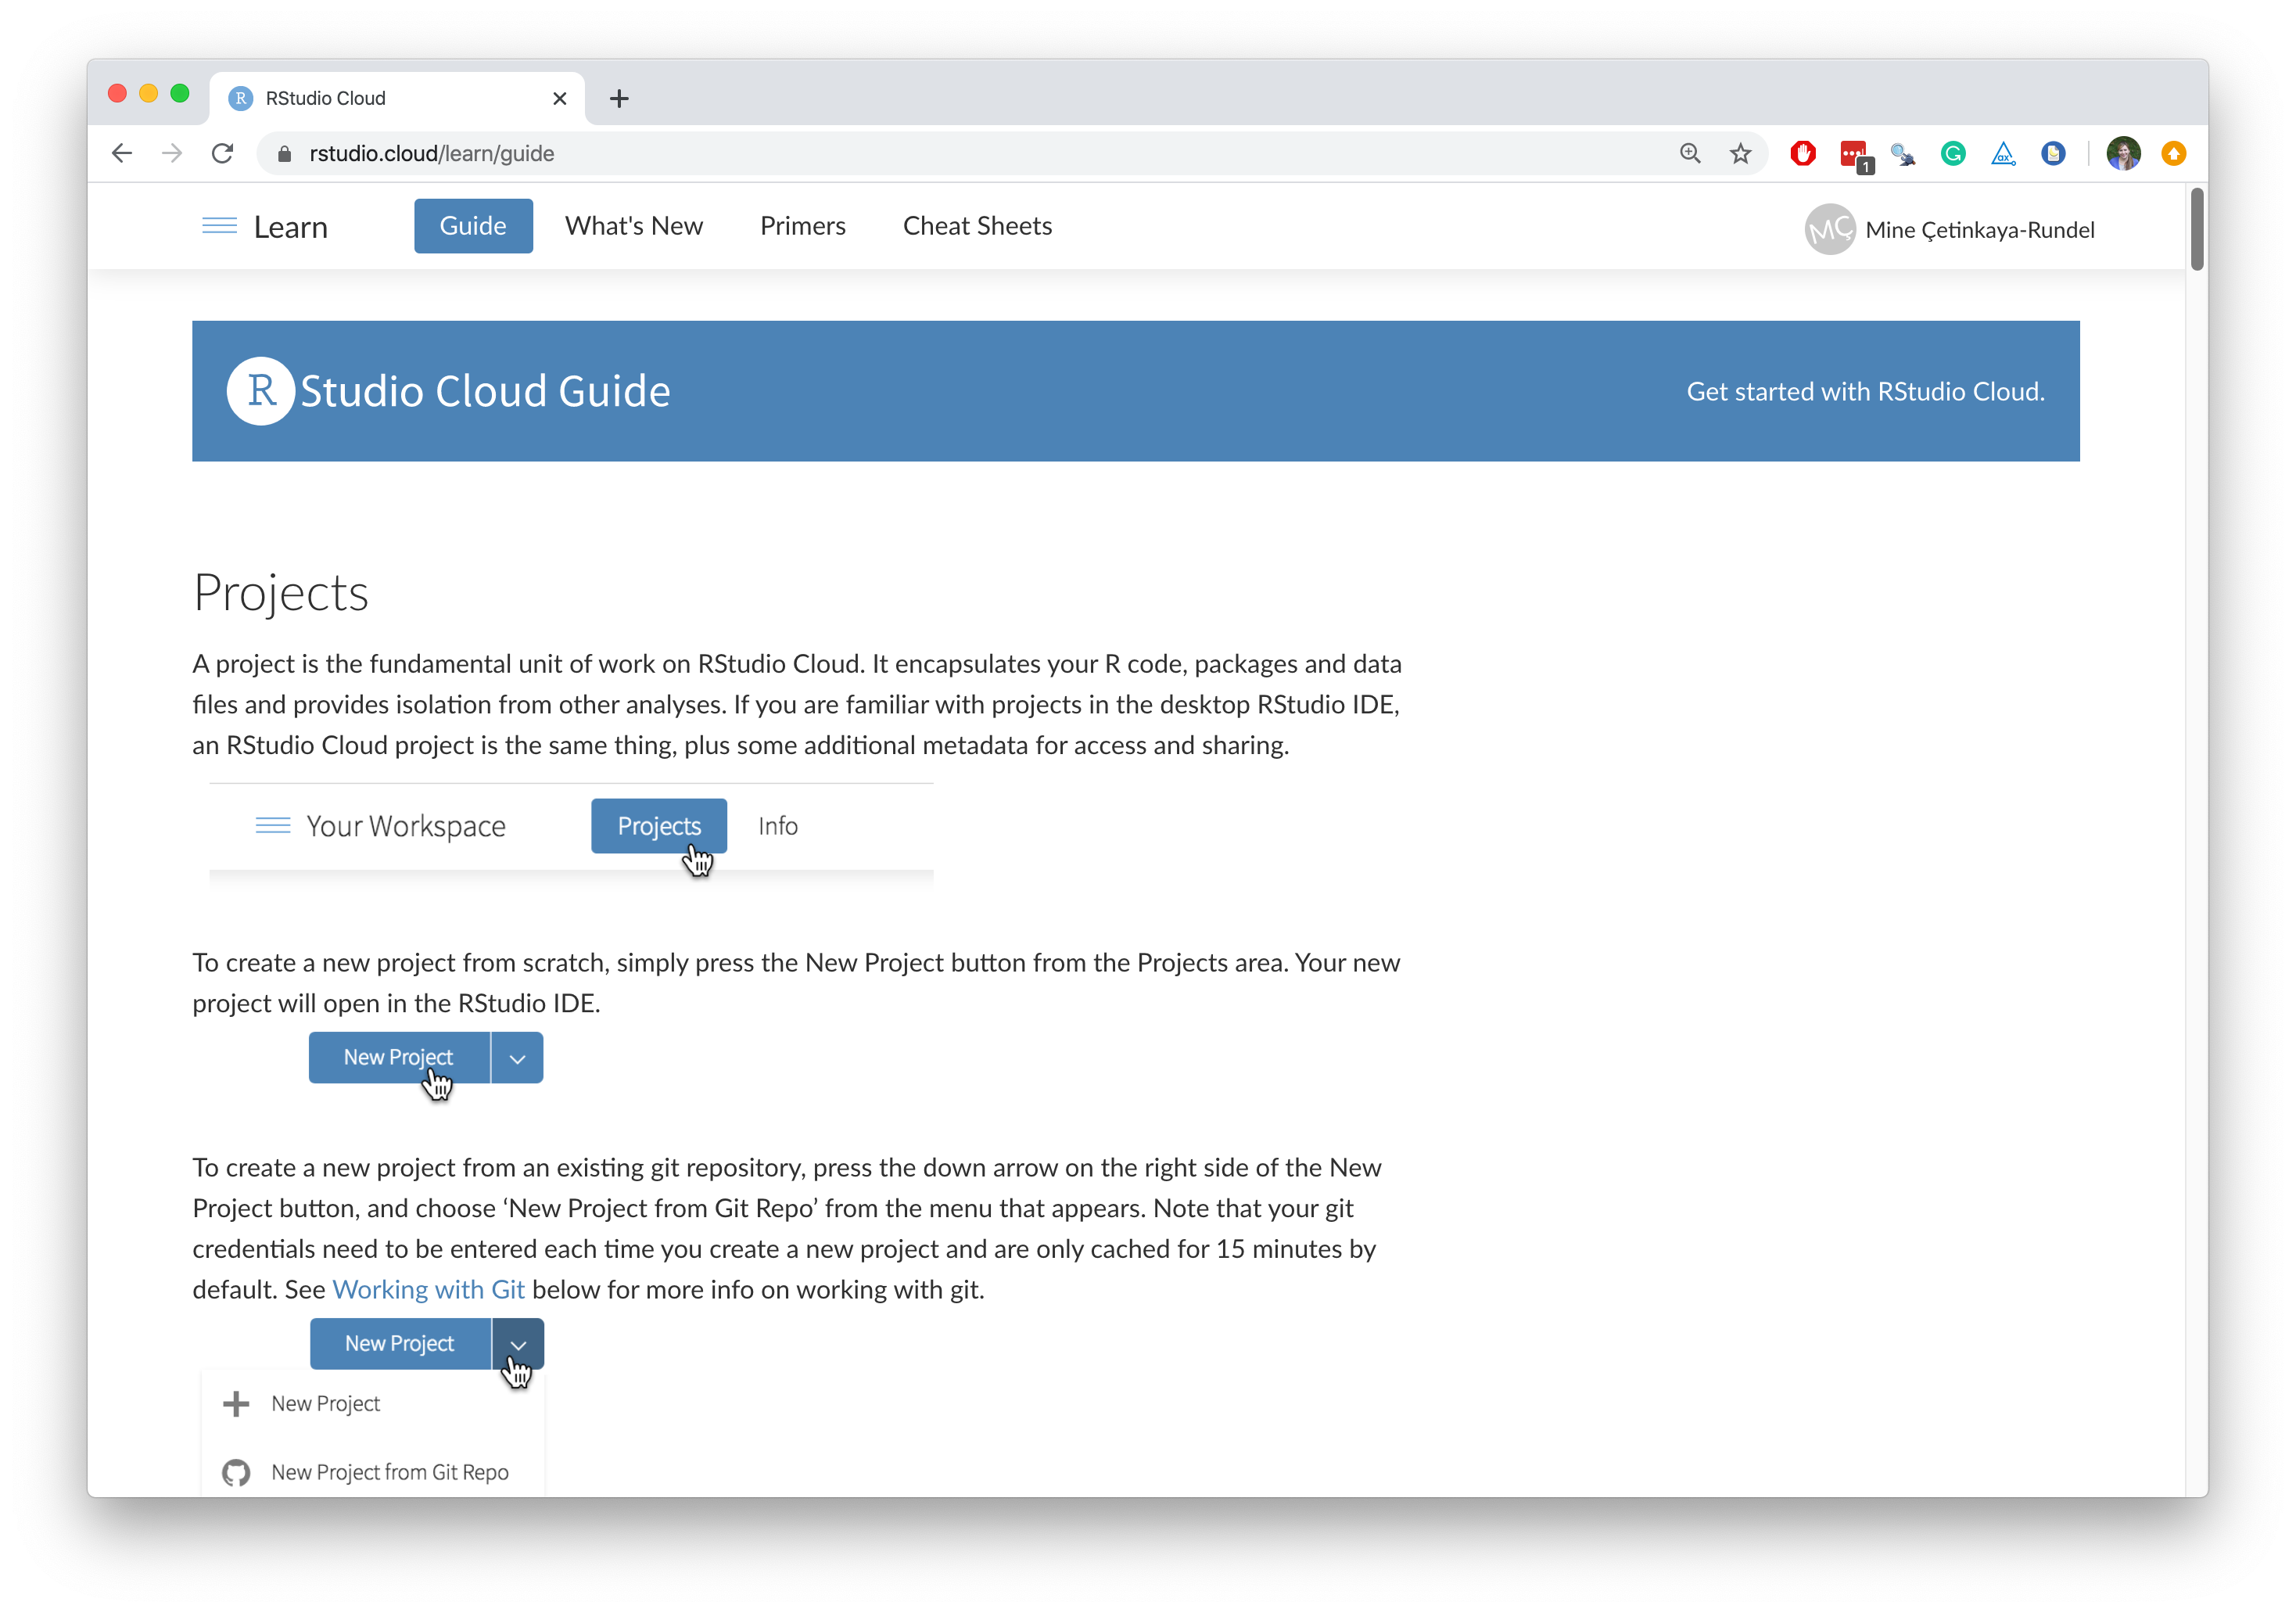 R RStudio Cloud
rstudio.cloud/learn/guide
1
Learn Guide What's New Primers Cheat Sheets MÇ Mine Çetinkaya-Rundel
R Studio Cloud Guide Get started with RStudio Cloud.
Projects
A project is the fundamental unit of work on RStudio Cloud. It encapsulates your R code, packages and data
files and provides isolation from other analyses. If you are familiar with projects in the desktop RStudio IDE,
an RStudio Cloud project is the same thing, plus some additional metadata for access and sharing.
Your Workspace Projects Info
To create a new project from scratch, simply press the New Project button from the Projects area. Your new
project will open in the RStudio IDE.
New Project
To create a new project from an existing git repository, press the down arrow on the right side of the New
Project button, and choose ‘New Project from Git Repo’ from the menu that appears. Note that your git
credentials need to be entered each time you create a new project and are only cached for 15 minutes by
default. See Working with Git below for more info on working with git.
New Project
New Project
New Project from Git Repo